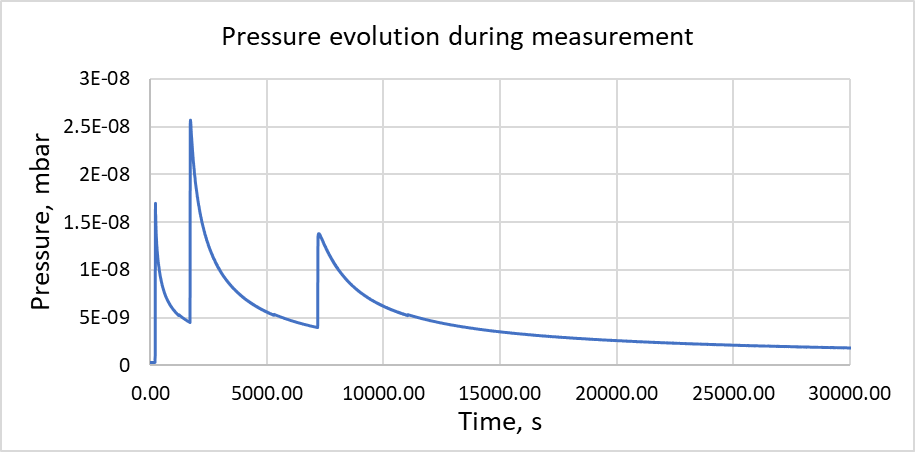 Pressure evolution during measurement
3E-08
2.5E-08
2E-08
1.5E-08
1E-08
5E-09
0
Pressure, mbar
0.00 5000.00 10000.00 15000.00 20000.00 25000.00 30000.00
Time, s